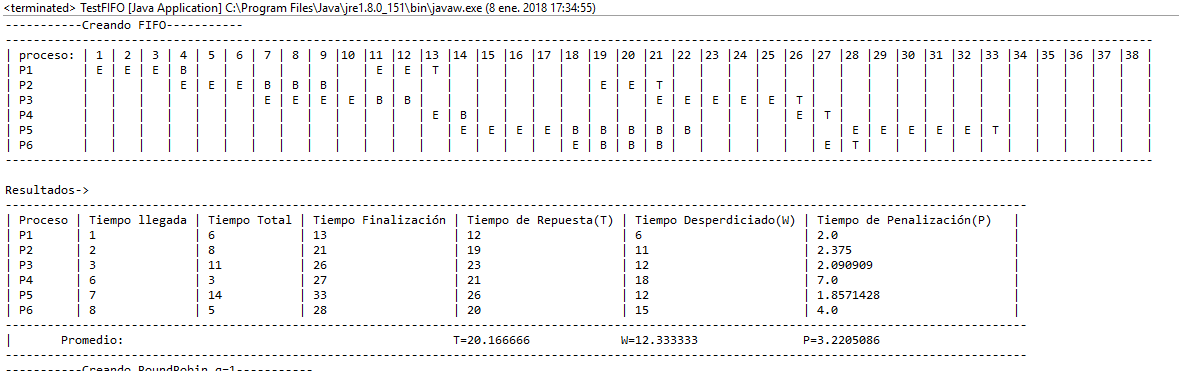 <terminated> TestFIFO [Java Application] C:\Program Files\Java\jre1.8.0_151\bin\javaw.exe (8 ene. 2018 17:34:55)
-----------Creando FIFO-----------
--------------------------------------------------------------------------------------------------------------------------------------------------------------------
| proceso: | 1 | 2 | 3 | 4 | 5 | 6 | 7 | 8 | 9 | 10 | 11 | 12 | 13 | 14 | 15 | 16 | 17 | 18 | 19 | 20 | 21 | 22 | 23 | 24 | 25 | 26 | 27 | 28 | 29 | 30 | 31 | 32 | 33 | 34 | 35 | 36 | 37 | 38 |
| P1 | E | E | E | B | | | | | | | E | E | T | | | | | | | | | | | | | | | | | | | | | | | | | |
| P2 | | | | E | E | E | B | B | B | | | | | | | | | | E | E | T | | | | | | | | | | | | | | | | | |
| P3 | | | | | | | E | E | E | E | B | B | | | | | | | | | E | E | E | E | E | T | | | | | | | | | | | | |
| P4 | | | | | | | | | | | | | E | B | | | | | | | | | | | | E | T | | | | | | | | | | | |
| P5 | | | | | | | | | | | | | | E | E | E | E | B | B | B | B | B | | | | | | E | E | E | E | E | T | | | | | |
| P6 | | | | | | | | | | | | | | | | | | E | B | B | B | | | | | | E | T | | | | | | | | | | |
--------------------------------------------------------------------------------------------------------------------------------------------------------------------
Resultados->
--------------------------------------------------------------------------------------------------------------------------------------------------
| Proceso | Tiempo llegada | Tiempo Total | Tiempo Finalización | Tiempo de Repuesta(T) | Tiempo Desperdiciado(W) | Tiempo de Penalización(P) |
| P1 | 1 | 6 | 13 | 12 | 6 | 2.0 |
| P2 | 2 | 8 | 21 | 19 | 11 | 2.375 |
| P3 | 3 | 11 | 26 | 23 | 12 | 2.090909 |
| P4 | 6 | 3 | 27 | 21 | 18 | 7.0 |
| P5 | 7 | 14 | 33 | 26 | 12 | 1.8571428 |
| P6 | 8 | 5 | 28 | 20 | 15 | 4.0 |
--------------------------------------------------------------------------------------------------------------------------------------------------
| Promedio: T=20.166666 W=12.333333 P=3.2205086
--------------------------------------------------------------------------------------------------------------------------------------------------
-----------Creando RoundRobin q=1-----------